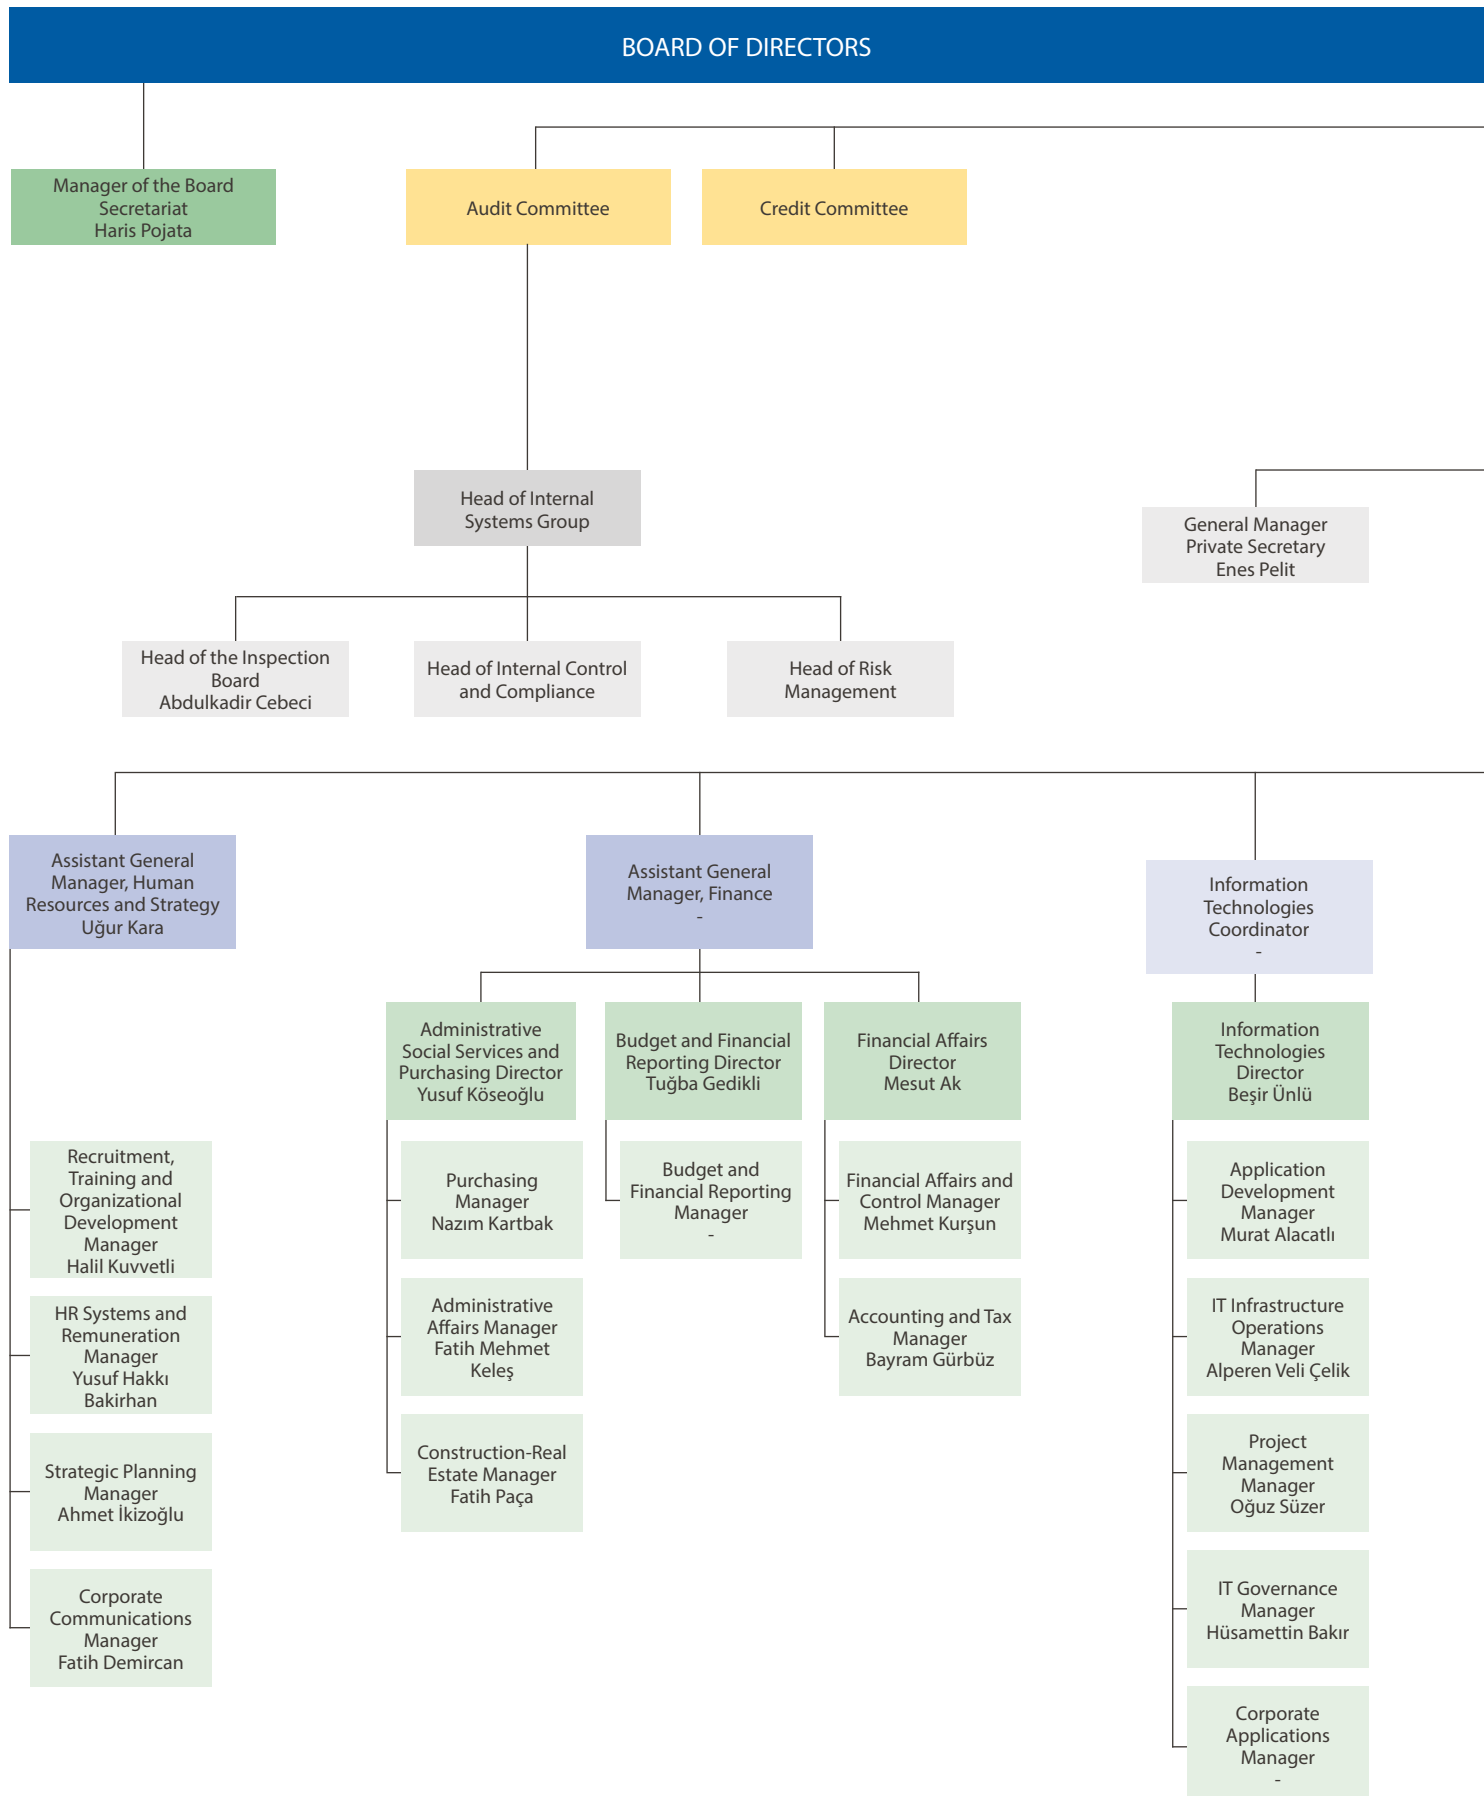 BOARD OF DIRECTORS
Manager of the Board
Secretariat
Haris Pojata
Audit Committee
Credit Committee
Head of Internal
Systems Group
General Manager
Private Secretary
Enes Pelit
Head of the Inspection
Board
Abdulkadir Cebeci
Head of Internal Control
and Compliance
Head of Risk
Management
Assistant General
Manager, Human
Resources and Strategy
Uğur Kara
Assistant General
Manager, Finance
-
Information
Technologies
Coordinator
-
Administrative
Social Services and
Purchasing Director
Yusuf Köseoğlu
Budget and Financial
Reporting Director
Tuğba Gedikli
Financial Affairs
Director
Mesut Ak
Information
Technologies
Director
Beşir Ünlü
Recruitment,
Training and
Organizational
Development
Manager
Halil Kuvvetli
HR Systems and
Remuneration
Manager
Yusuf Hakkı
Bakirhan
Strategic Planning
Manager
Ahmet İkizoğlu
Corporate
Communications
Manager
Fatih Demircan
Purchasing
Manager
Nazım Kartbak
Administrative
Affairs Manager
Fatih Mehmet
Keleş
Construction-Real
Estate Manager
Fatih Paça
Budget and
Financial Reporting
Manager
-
Financial Affairs and
Control Manager
Mehmet Kurşun
Accounting and Tax
Manager
Bayram Gürbüz
Application
Development
Manager
Murat Alacatlı
IT Infrastructure
Operations
Manager
Alperen Veli Çelik
Project
Management
Manager
Oğuz Süzer
IT Governance
Manager
Hüsamettin Bakır
Corporate
Applications
Manager
-